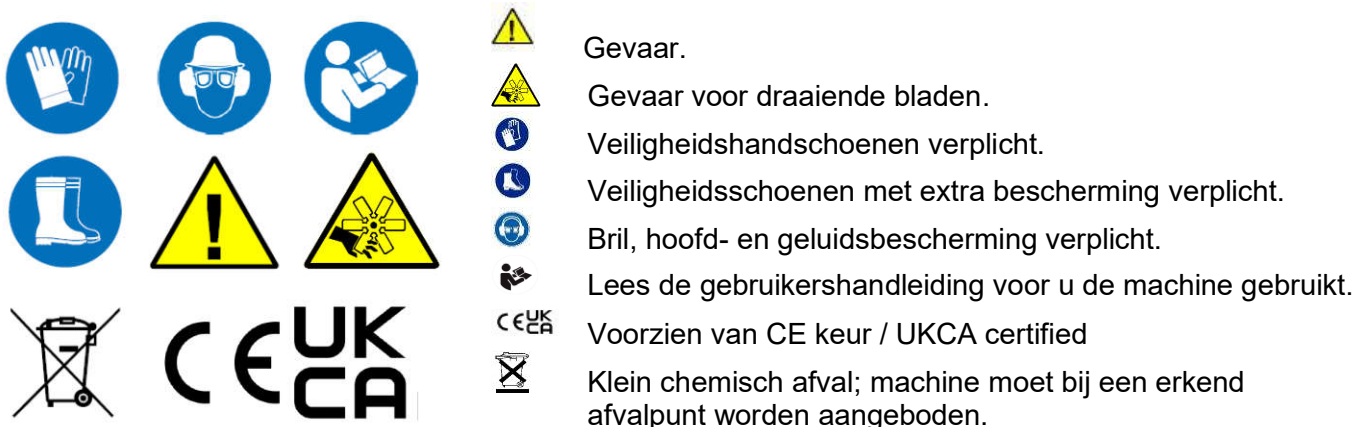 Gevaar.
Gevaar voor draaiende bladen.
Veiligheidshandschoenen verplicht.
Veiligheidsschoenen met extra bescherming verplicht.
Bril, hoofd- en geluidsbescherming verplicht.
Lees de gebruikershandleiding voor u de machine gebruikt.
CE UK
CA
CE UK
CA
Voorzien van CE keur / UKCA certified
Klein chemisch afval; machine moet bij een erkend
afvalpunt worden aangeboden.